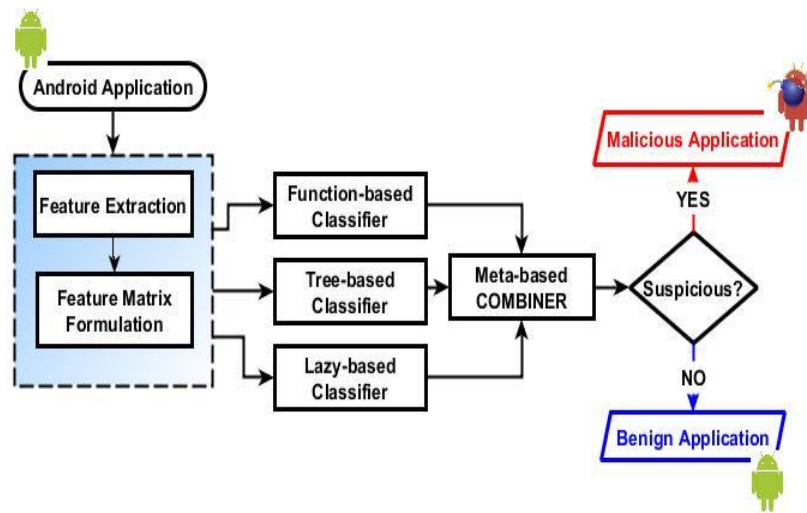 Android Application
Feature Extraction
Feature Matrix
Formulation
Function-based
Classifier
Tree-based
Classifier
Lazy-based
Classifier
Meta-based
COMBINER
Suspicious?
YES
Malicious Application
NO
Benign Application